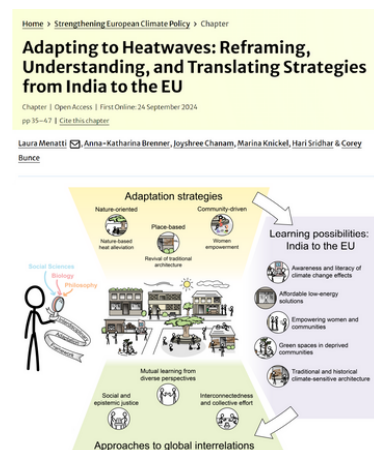 Home > Strengthening European Climate Policy > Chapter
Adapting to Heatwaves: Reframing,
Understanding, and Translating Strategies
from India to the EU
Chapter | Open Access | First Online: 24 September 2024
pp 35–47 | Cite this chapter
Laura Menatti, Anna-Katharina Brenner, Joyshree Chanam, Marina Knickel, Hari Sridhar & Corey
Bunce
Adaptation strategies
Nature-oriented
Community-driven
Place-based
Nature-based
heat alleviation
Women
empowerment
Revival of traditional
architecture
Social Sciences
Biology
Philosophy
Learning possibilities:
India to the EU
Awareness and literacy of
climate change effects
Affordable low-energy
solutions
Empowering women and
communities
Green spaces in deprived
communities
Traditional and historical
climate-sensitive architecture
Mutual learning from
diverse perspectives
Social and
epistemic justice
Interconnectedness
and collective effort
Approaches to global interrelations